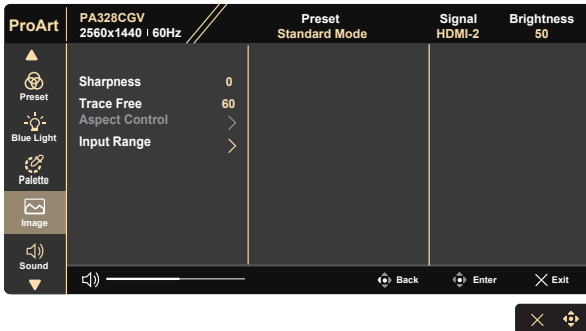 ProArt
PA328CGV
2560x1440 | 60Hz
Preset
Standard Mode
Signal
HDMI-2
Brightness
50
Preset
Blue Light
Palette
Image
Sound
Sharpness 0
Trace Free 60
Aspect Control
Input Range
Back
Enter
Exit